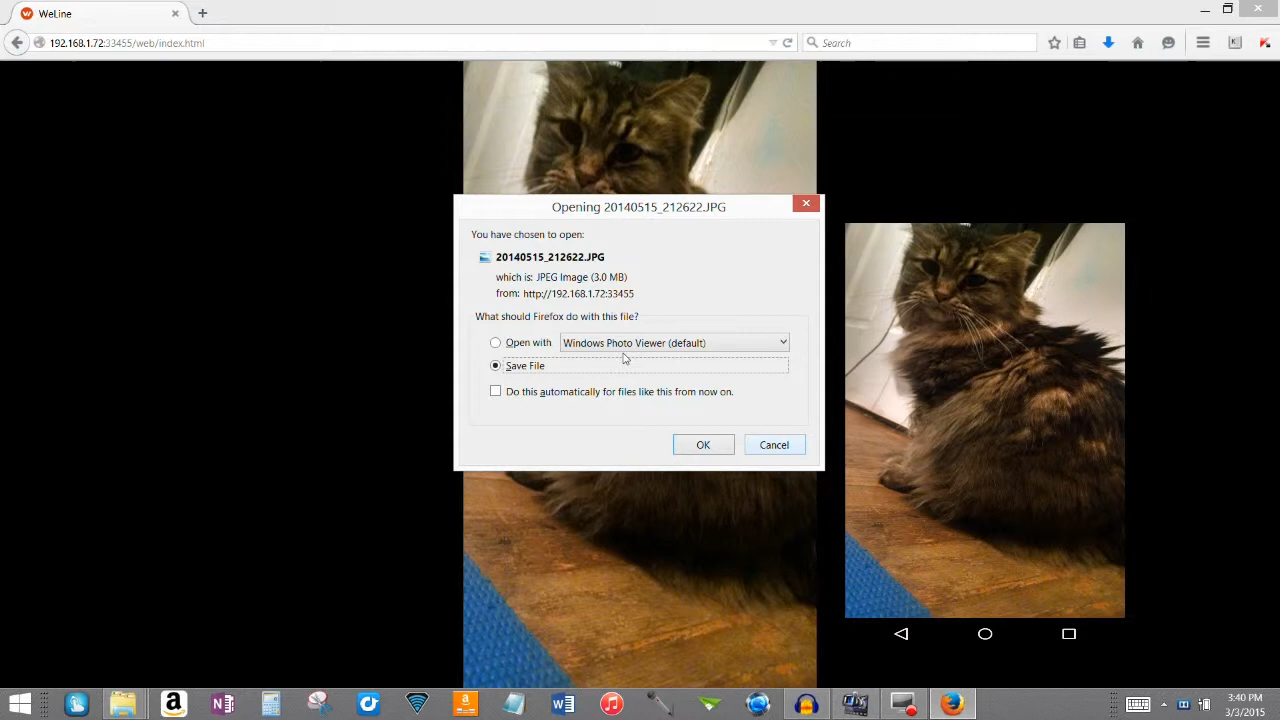 WeLine
192.168.1.72:33455/web/index.html
Search
Opening 20140515_212622.JPG
You have chosen to open:
20140515_212622.JPG
which is: JPEG Image (3.0 MB)
from: http://192.168.1.72:33455
What should Firefox do with this file?
Open with Windows Photo Viewer (default)
Save File
Do this automatically for files like this from now on.
OK Cancel
3:40 PM
3/3/2015